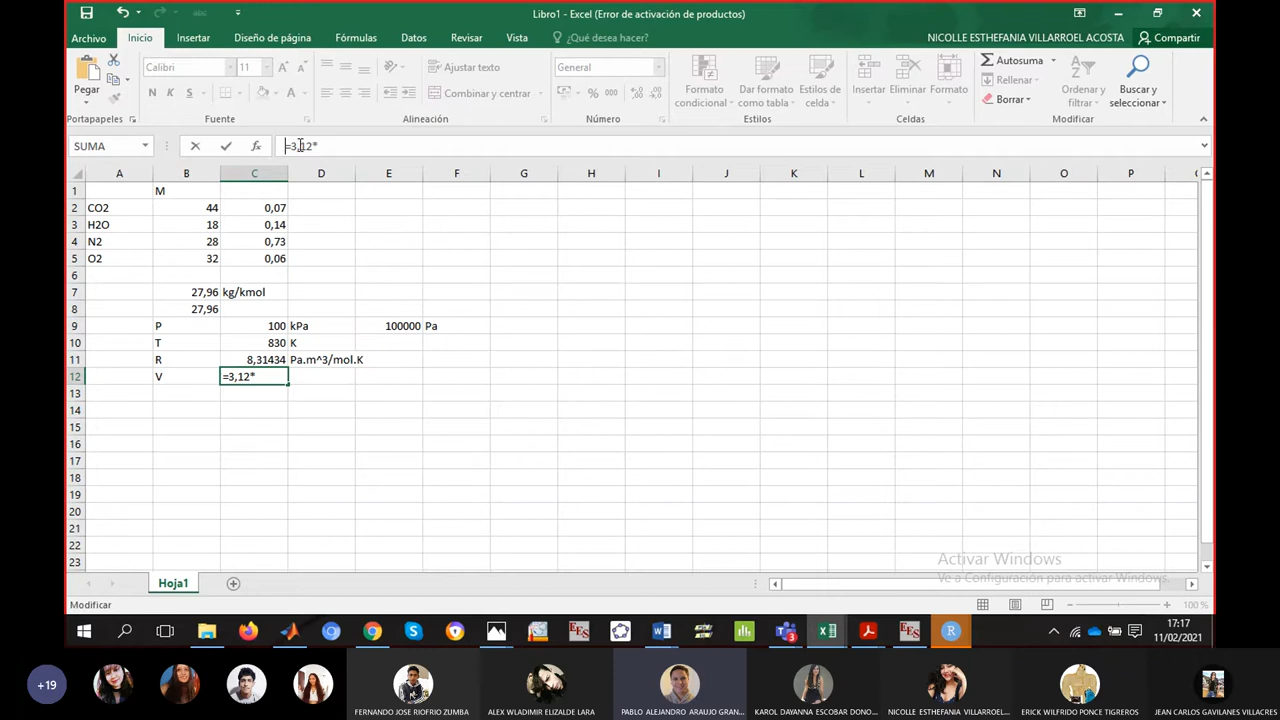 Libro1 - Excel (Error de activación de productos)
Archivo Inicio Insertar Diseño de página Fórmulas Datos Revisar Vista ¿Qué desea hacer? NICOLLE ESTHEFANIA VILLARROEL ACOSTA Compartir
Pegar
Calibri 11
N K S
Ajustar texto
Combinar y centrar
General
% 000
Formato condicional
Dar formato como tabla
Estilos de celda
Insertar Eliminar Formato
Autosuma
Rellenar
Borrar
Ordenar y filtrar
Buscar y seleccionar
Portapapeles Fuente Alineación Número Estilos Celdas Modificar
SUMA fx =3,12*
A B C D E F G H I J K L M N O P
1 M
2 CO2 44 0,07
3 H2O 18 0,14
4 N2 28 0,73
5 O2 32 0,06
6
7 27,96 kg/kmol
8 27,96
9 P 100 kPa 100000 Pa
10 T 830 K
11 R 8,31434 Pa.m^3/mol.K
12 V =3,12*
13
14
15
16
17
18
19
20
21
22
23
Activar Windows
Ve a Configuración para activar Windows.
Hoja1
Modificar 100 %
17:17
11/02/2021
+19 FERNANDO JOSE RIOFRIO ZUMBA ALEX WLADIMIR ELIZALDE LARA PABLO ALEJANDRO ARAUJO GRAN... KAROL DAYANNA ESCOBAR DONO... NICOLLE ESTHEFANIA VILLARROEL... ERICK WILFRIDO PONCE TIGREROS JEAN CARLOS GAVILANES VILLACRES